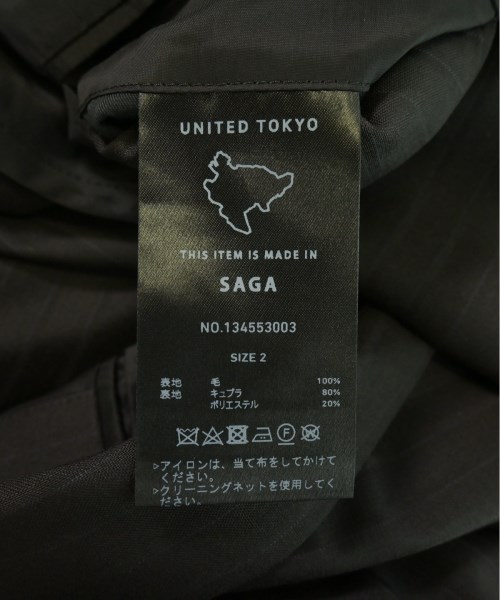 UNITED TOKYO
THIS ITEM IS MADE IN
SAGA
NO.134553003
SIZE 2
表地 毛 100%
裏地 キュプラ 80%
ポリエステル 20%
>アイロンは、当て布をしてかけて
ください。
>クリーニングネットを使用してく
ださい。